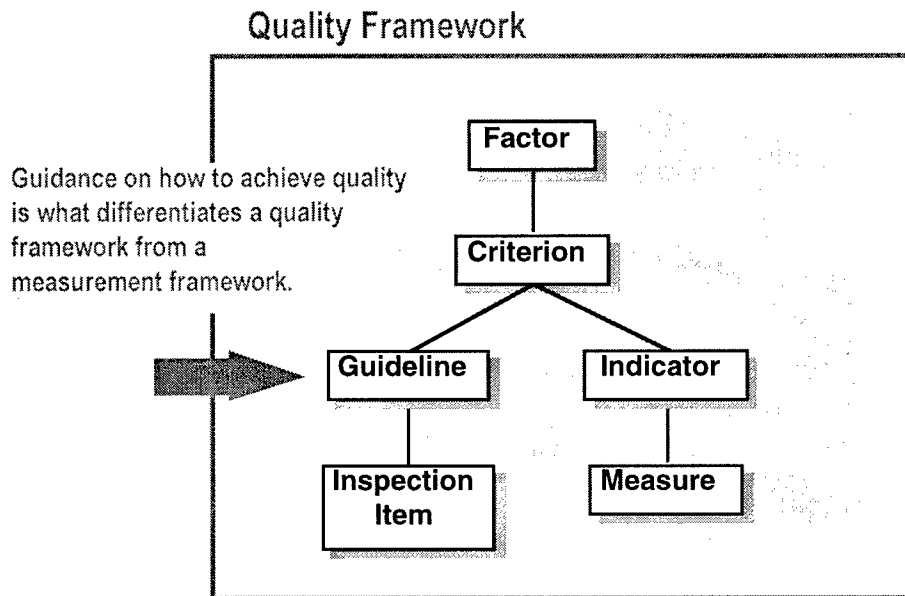 Quality Framework
Factor
Guidance on how to achieve quality
is what differentiates a quality
framework from a
measurement framework.
Criterion
Guideline
Indicator
Inspection
Item
Measure